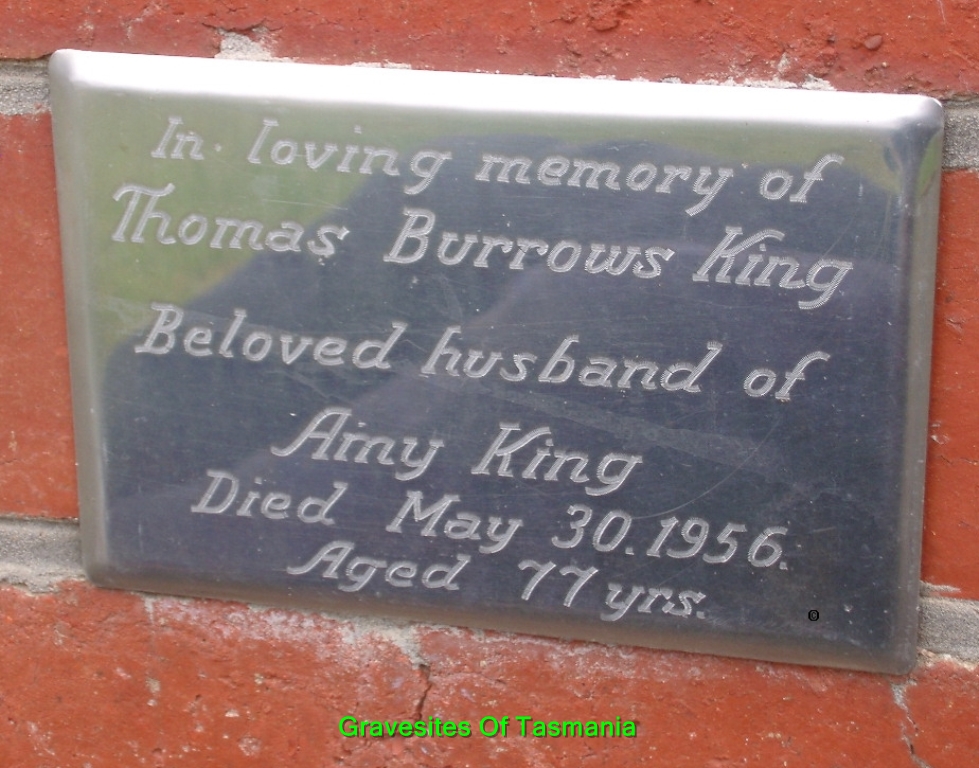 In loving memory of
Thomas Burrows King
Beloved husband of
Amy King
Died May 30.1956.
Aged 77 yrs.
©
Gravesites Of Tasmania